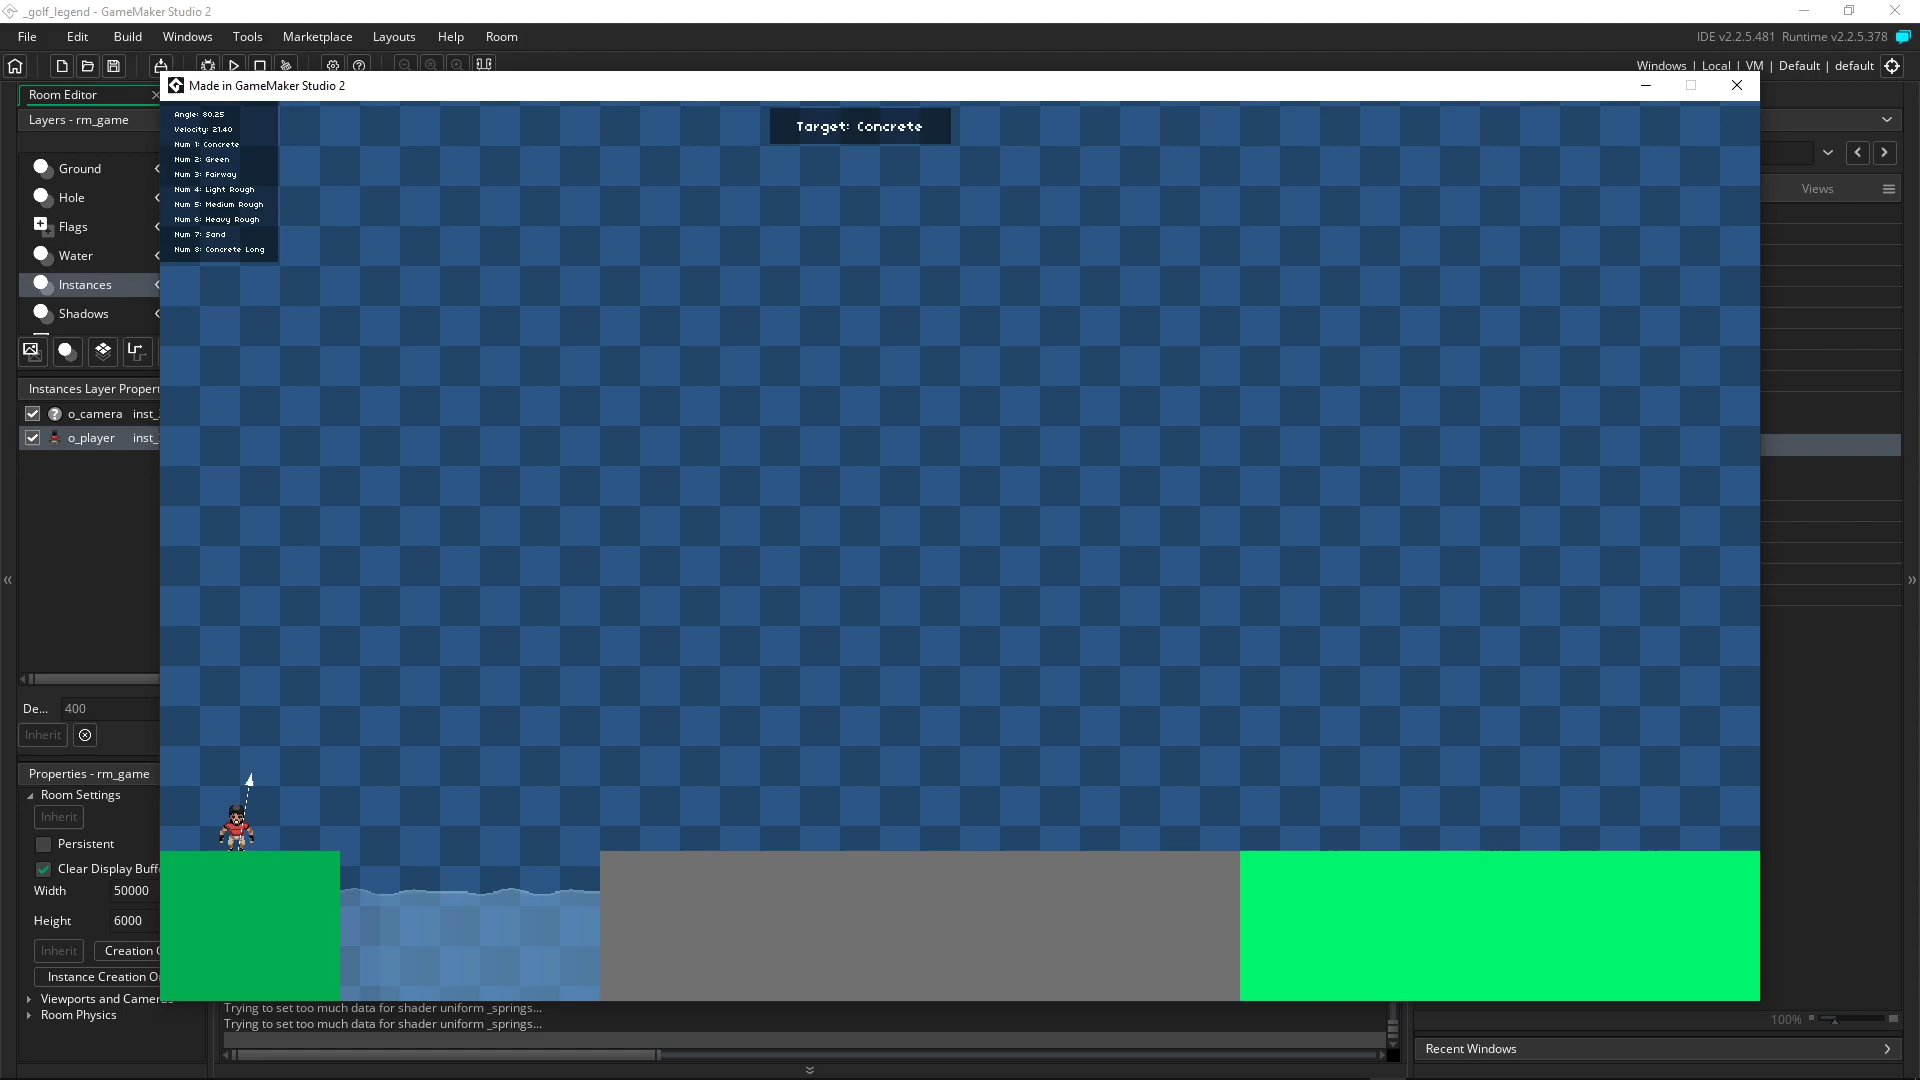 _golf_legend - GameMaker Studio 2
File Edit Build Windows Tools Marketplace Layouts Help Room
IDE v2.2.5.481 Runtime v2.2.5.378
Windows | Local | VM | Default | default
Made in GameMaker Studio 2
Room Editor
Layers - rm_game
Ground
Hole
Flags
Water
Instances
Shadows
Instances Layer Propert
o_camera inst_
o_player inst_
De... 400
Inherit
Properties - rm_game
Room Settings
Inherit
Persistent
Clear Display Buff
Width 50000
Height 6000
Inherit Creation
Instance Creation Or
Viewports and Camera
Room Physics
Angle: 80.25
Velocity: 21.40
Num 1: Concrete
Num 2: Green
Num 3: Fairway
Num 4: Light Rough
Num 5: Medium Rough
Num 6: Heavy Rough
Num 7: Sand
Num 8: Concrete Long
Target: Concrete
Views
Trying to set too much data for shader uniform _springs...
Trying to set too much data for shader uniform _springs...
100%
Recent Windows